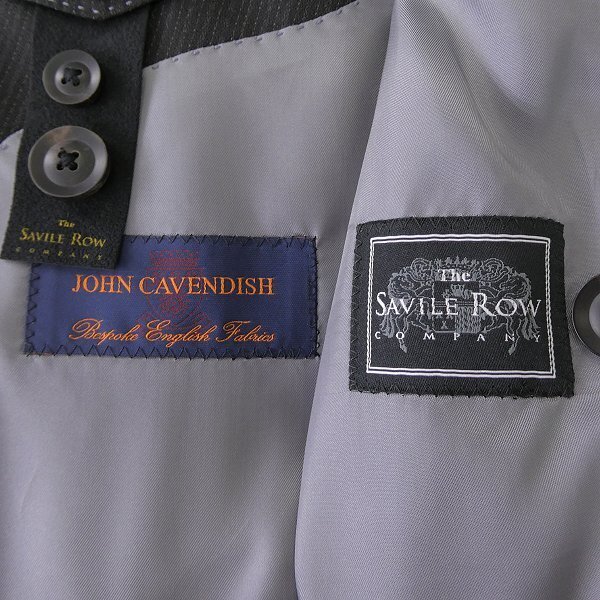 The
SAVILE ROW
COMPANY
JOHN CAVENDISH
Bespoke English Fabrics
The
SAVILE ROW
COMPANY